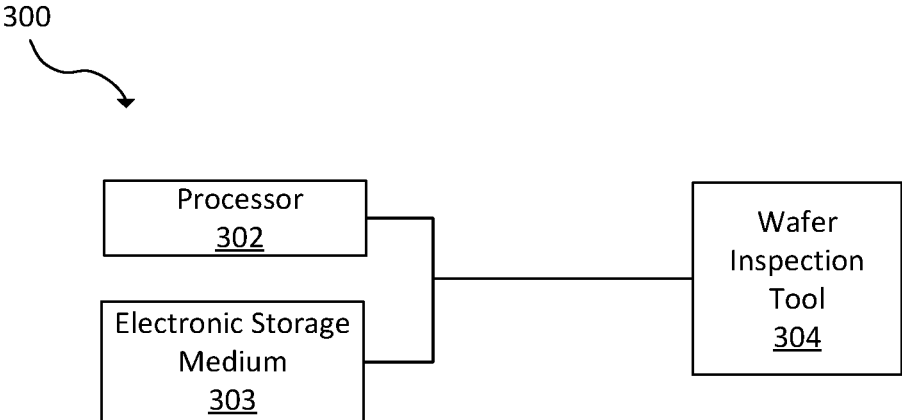 300
Processor
302
Electronic Storage
Medium
303
Wafer
Inspection
Tool
304